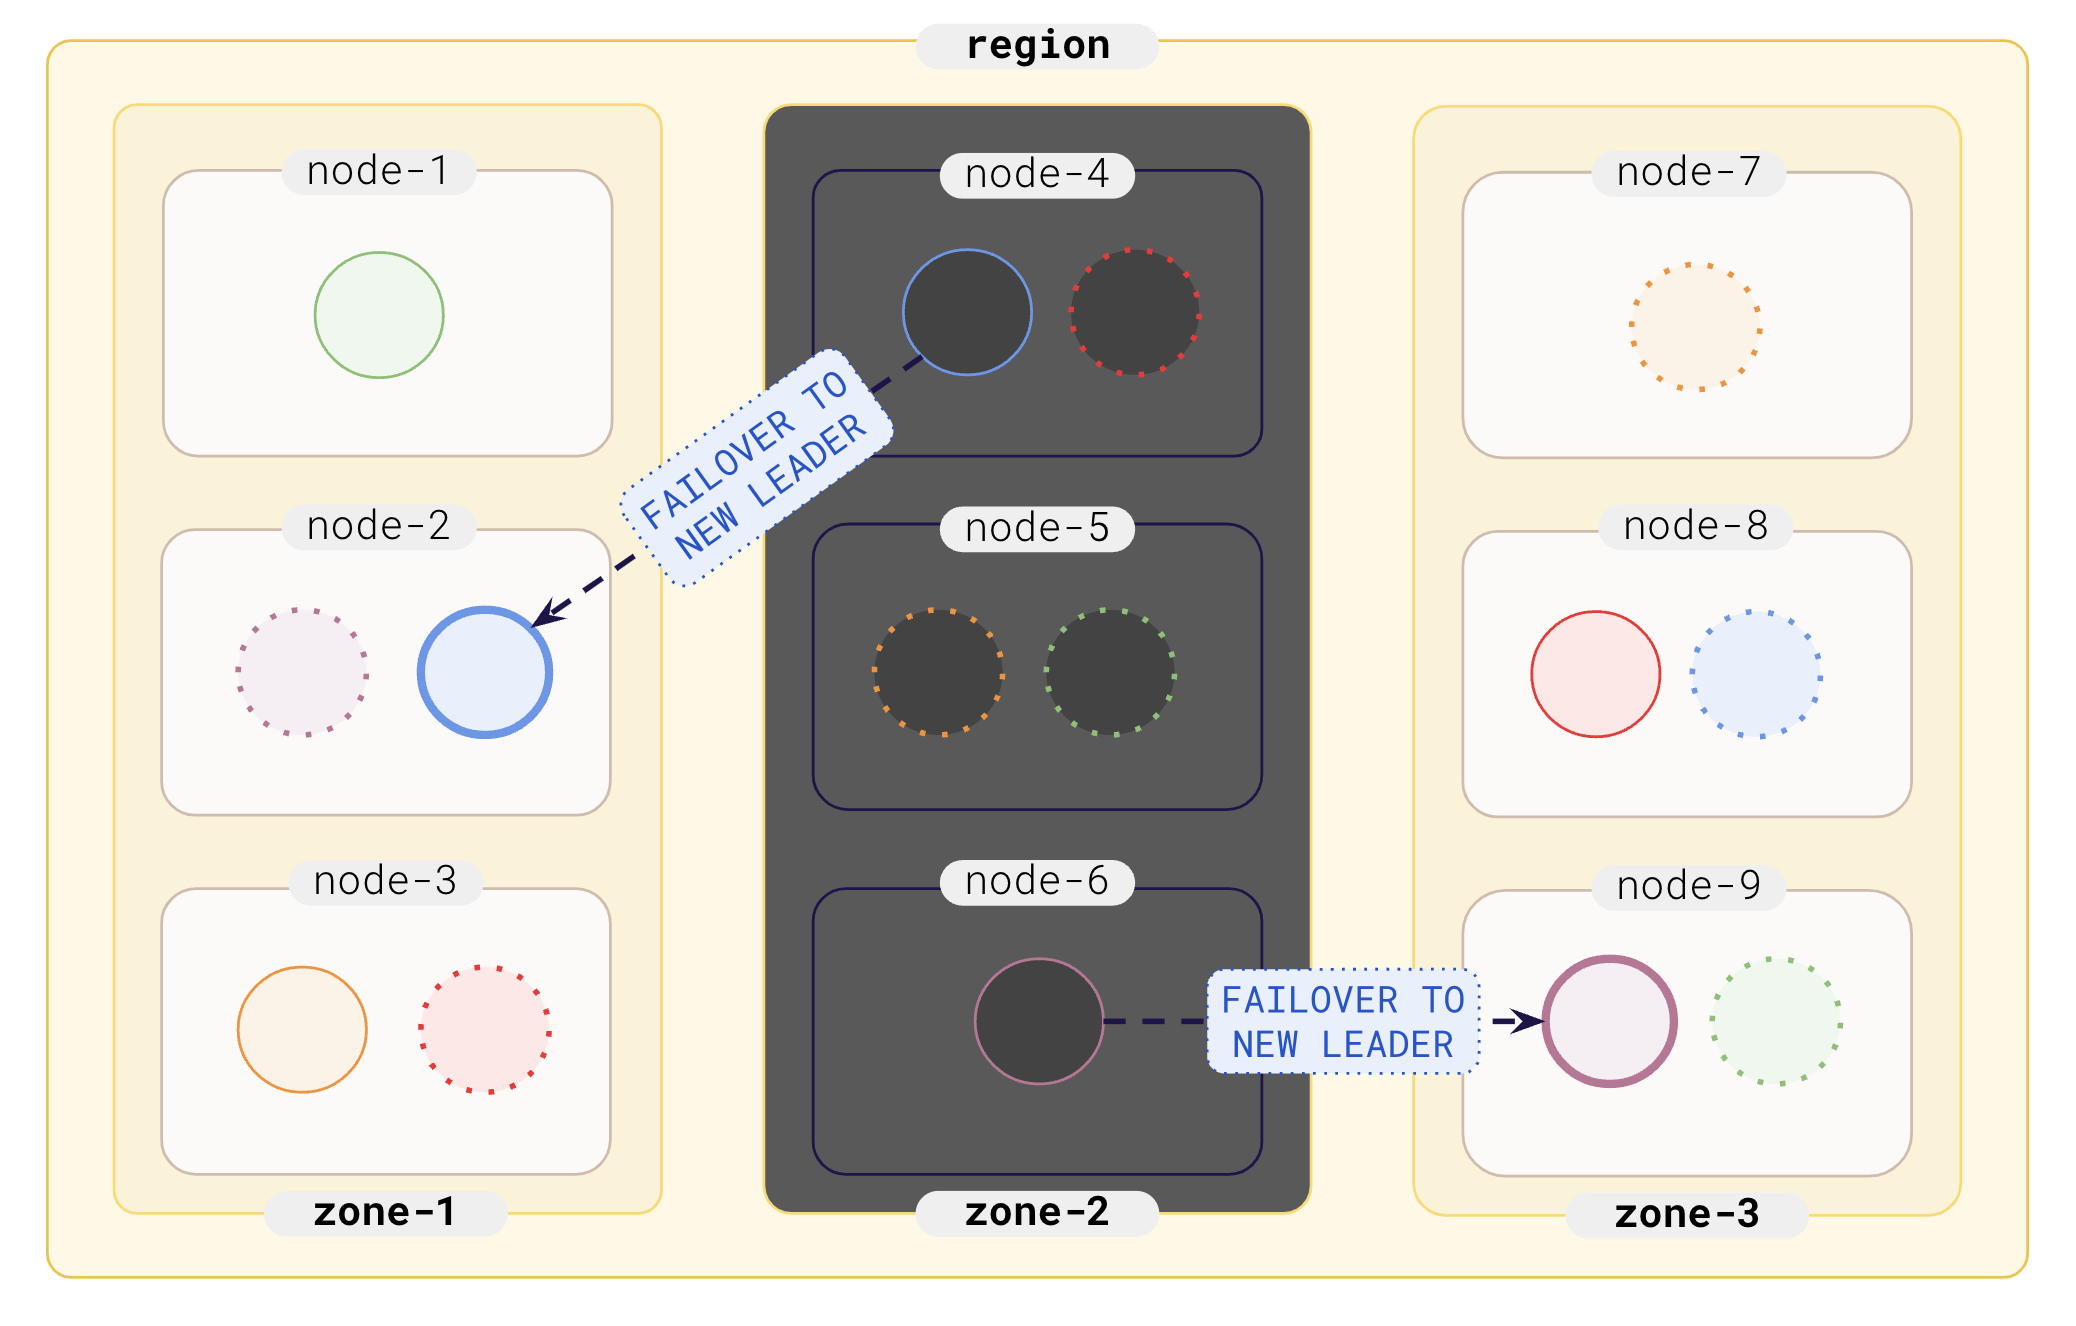 region
node-1
node-4
node-7
FAILOVER TO
NEW LEADER
node-2
node-5
node-8
node-3
node-6
node-9
FAILOVER TO
NEW LEADER
zone-1
zone-2
zone-3